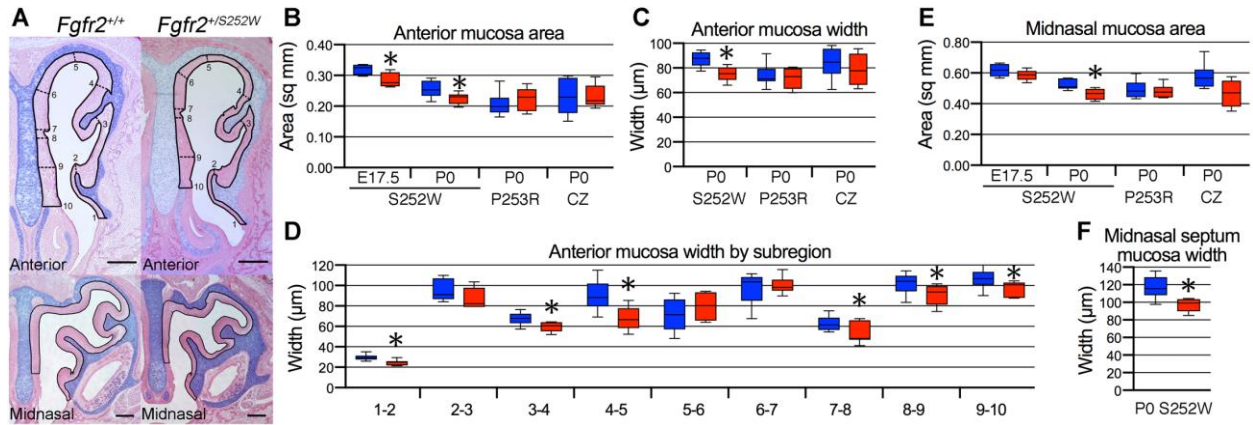 A
Fgfr2+/+
Fgfr2+/S252W
5
4
6
3
7
8
2
9
10
1
Anterior
5
4
6
3
7
8
2
9
10
1
Anterior
Midnasal
Midnasal
B
Anterior mucosa area
Area (sq mm)
0.40
0.30
0.20
0.10
0.00
*
*
E17.5 P0 P0 P0
S252W P253R CZ
C
Anterior mucosa width
Width (µm)
100
80
60
40
20
0
*
P0 P0 P0
S252W P253R CZ
E
Midnasal mucosa area
Area (sq mm)
0.80
0.60
0.40
0.20
0.00
*
E17.5 P0 P0 P0
S252W P253R CZ
D
Anterior mucosa width by subregion
Width (µm)
120
100
80
60
40
20
0
* * * * * *
1-2 2-3 3-4 4-5 5-6 6-7 7-8 8-9 9-10
F
Midnasal septum
mucosa width
Width (µm)
140
120
100
80
60
40
20
0
*
P0 S252W